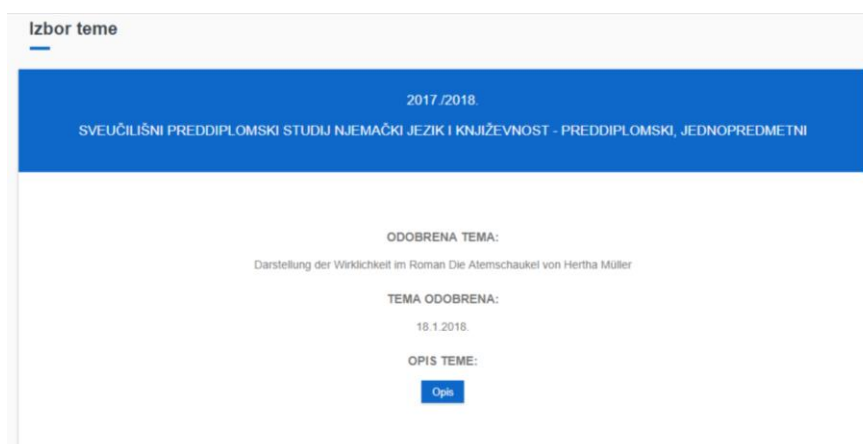 Izbor teme
2017./2018.
SVEUČILIŠNI PREDDIPLOMSKI STUDIJ NJEMAČKI JEZIK I KNJIŽEVNOST - PREDDIPLOMSKI, JEDNOPREDMETNI
ODOBRENA TEMA:
Darstellung der Wirklichkeit im Roman Die Atemschaukel von Hertha Müller
TEMA ODOBRENA:
18.1.2018.
OPIS TEME:
Opis